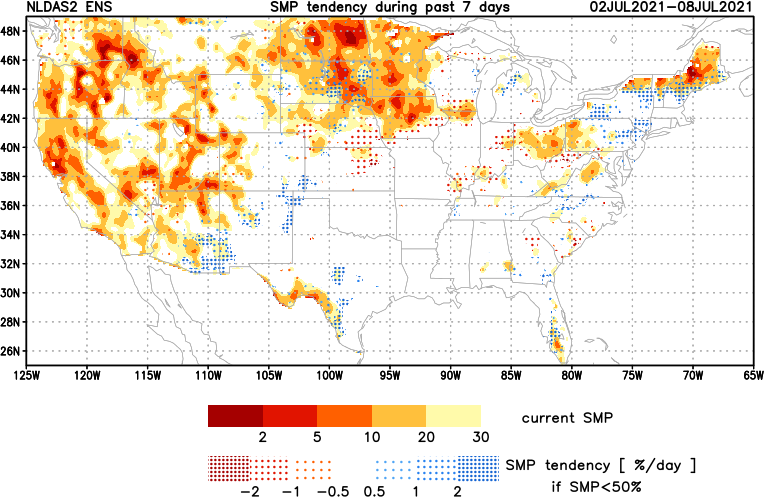 NLDAS2 ENS SMP tendency during past 7 days 02JUL2021−08JUL2021
48N
46N
44N
42N
40N
38N
36N
34N
32N
30N
28N
26N
125W 120W 115W 110W 105W 100W 95W 90W 85W 80W 75W 70W 65W
current SMP
2 5 10 20 30
SMP tendency [ %/day ]
−2 −1 −0.5 0.5 1 2
if SMP<50%